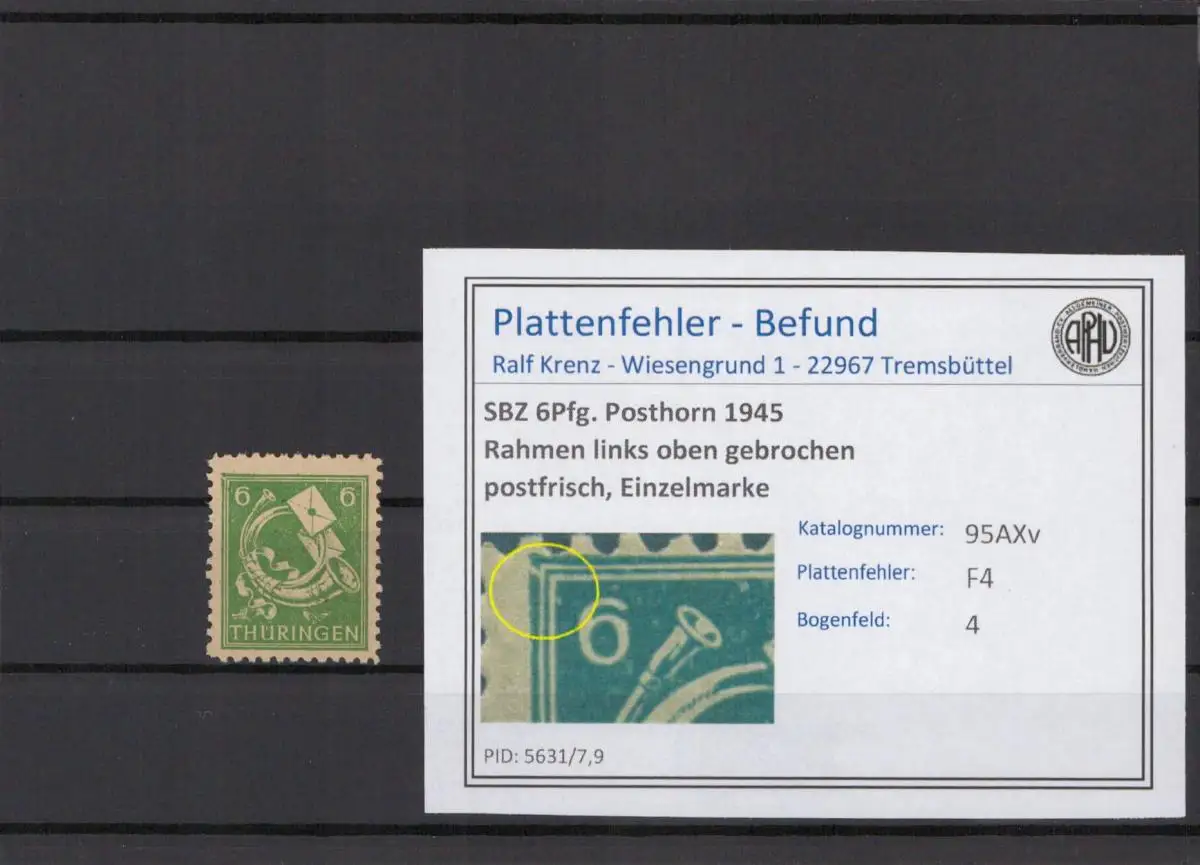 6 6
THÜRINGEN
Plattenfehler - Befund
Ralf Krenz - Wiesengrund 1 - 22967 Tremsbüttel
APHV
SBZ 6Pfg. Posthorn 1945
Rahmen links oben gebrochen
postfrisch, Einzelmarke
6
Katalognummer: 95AXv
Plattenfehler: F4
Bogenfeld: 4
PID: 5631/7,9